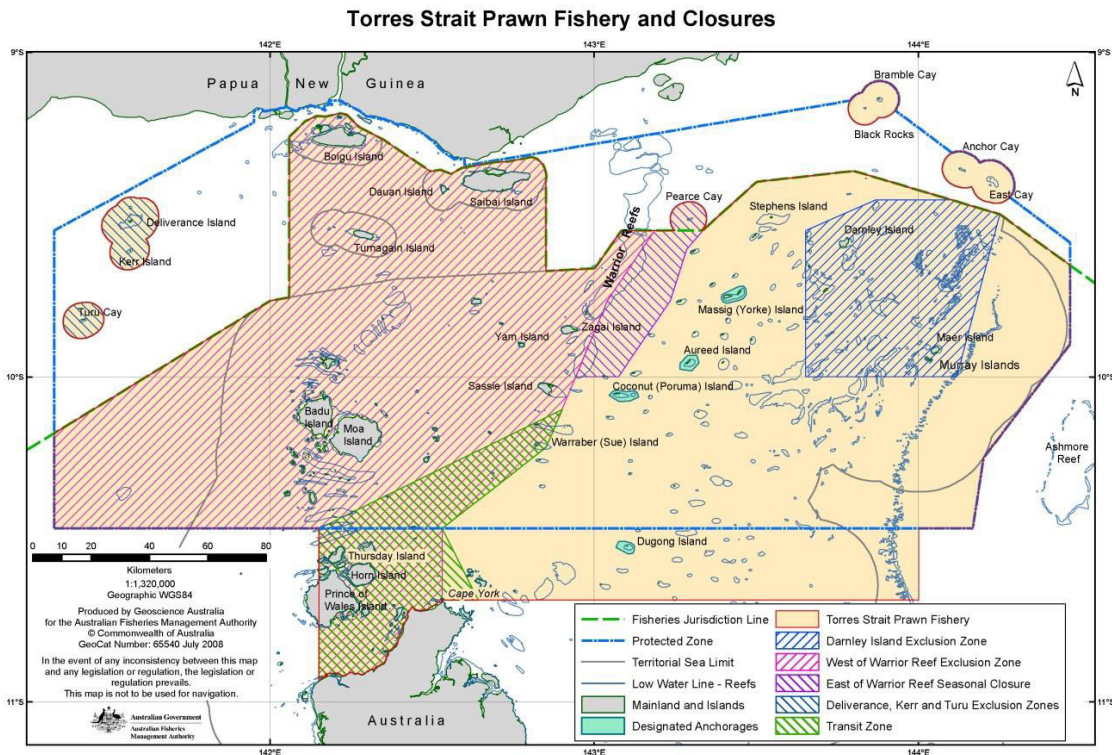 Torres Strait Prawn Fishery and Closures
142°E
143°E
144°E
9°S
9°S
Papua New Guinea
Bramble Cay
N
Black Rocks
Anchor Cay
Boigu Island
East Cay
Dauan Island
Saibai Island
Pearce Cay
Stephens Island
Deliverance Island
Turnagain Island
Warrior Reefs
Darnley Island
Kerr Island
Massig (Yorke) Island
Turu Cay
Zagai Island
Yam Island
Maer Island
Aureed Island
Murray Islands
10°S
10°S
Sassie Island
Coconut (Poruma) Island
Badu
Island
Moa
Island
Warraber (Sue) Island
Ashmore
Reef
Dugong Island
Thursday Island
Horn Island
Prince of
Wales Island
Cape York
Australia
0 10 20 40 60 80
Kilometers
1:1,320,000
Geographic WGS84
Produced by Geoscience Australia
for the Australian Fisheries Management Authority
© Commonwealth of Australia
GeoCat Number: 65540 July 2008
In the event of any inconsistency between this map
and any legislation or regulation, the legislation or
regulation prevails.
This map is not to be used for navigation.
Australian Government
Australian Fisheries
Management Authority
Fisheries Jurisdiction Line
Protected Zone
Territorial Sea Limit
Low Water Line - Reefs
Mainland and Islands
Designated Anchorages
Torres Strait Prawn Fishery
Darnley Island Exclusion Zone
West of Warrior Reef Exclusion Zone
East of Warrior Reef Seasonal Closure
Deliverance, Kerr and Turu Exclusion Zones
Transit Zone
11°S
11°S
142°E
143°E
144°E